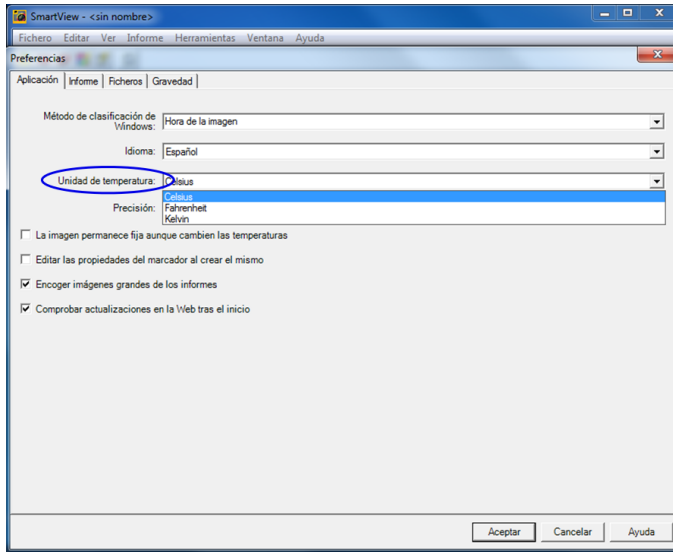 SmartView - <sin nombre>
Fichero Editar Ver Informe Herramientas Ventana Ayuda
Preferencias
Aplicación Informe Ficheros Gravedad
Método de clasificación de
Windows: Hora de la imagen
Idioma: Español
Unidad de temperatura: Celsius
Celsius
Precisión: Fahrenheit
Kelvin
La imagen permanece fija aunque cambien las temperaturas
Editar las propiedades del marcador al crear el mismo
Encoger imágenes grandes de los informes
Comprobar actualizaciones en la Web tras el inicio
Aceptar Cancelar Ayuda